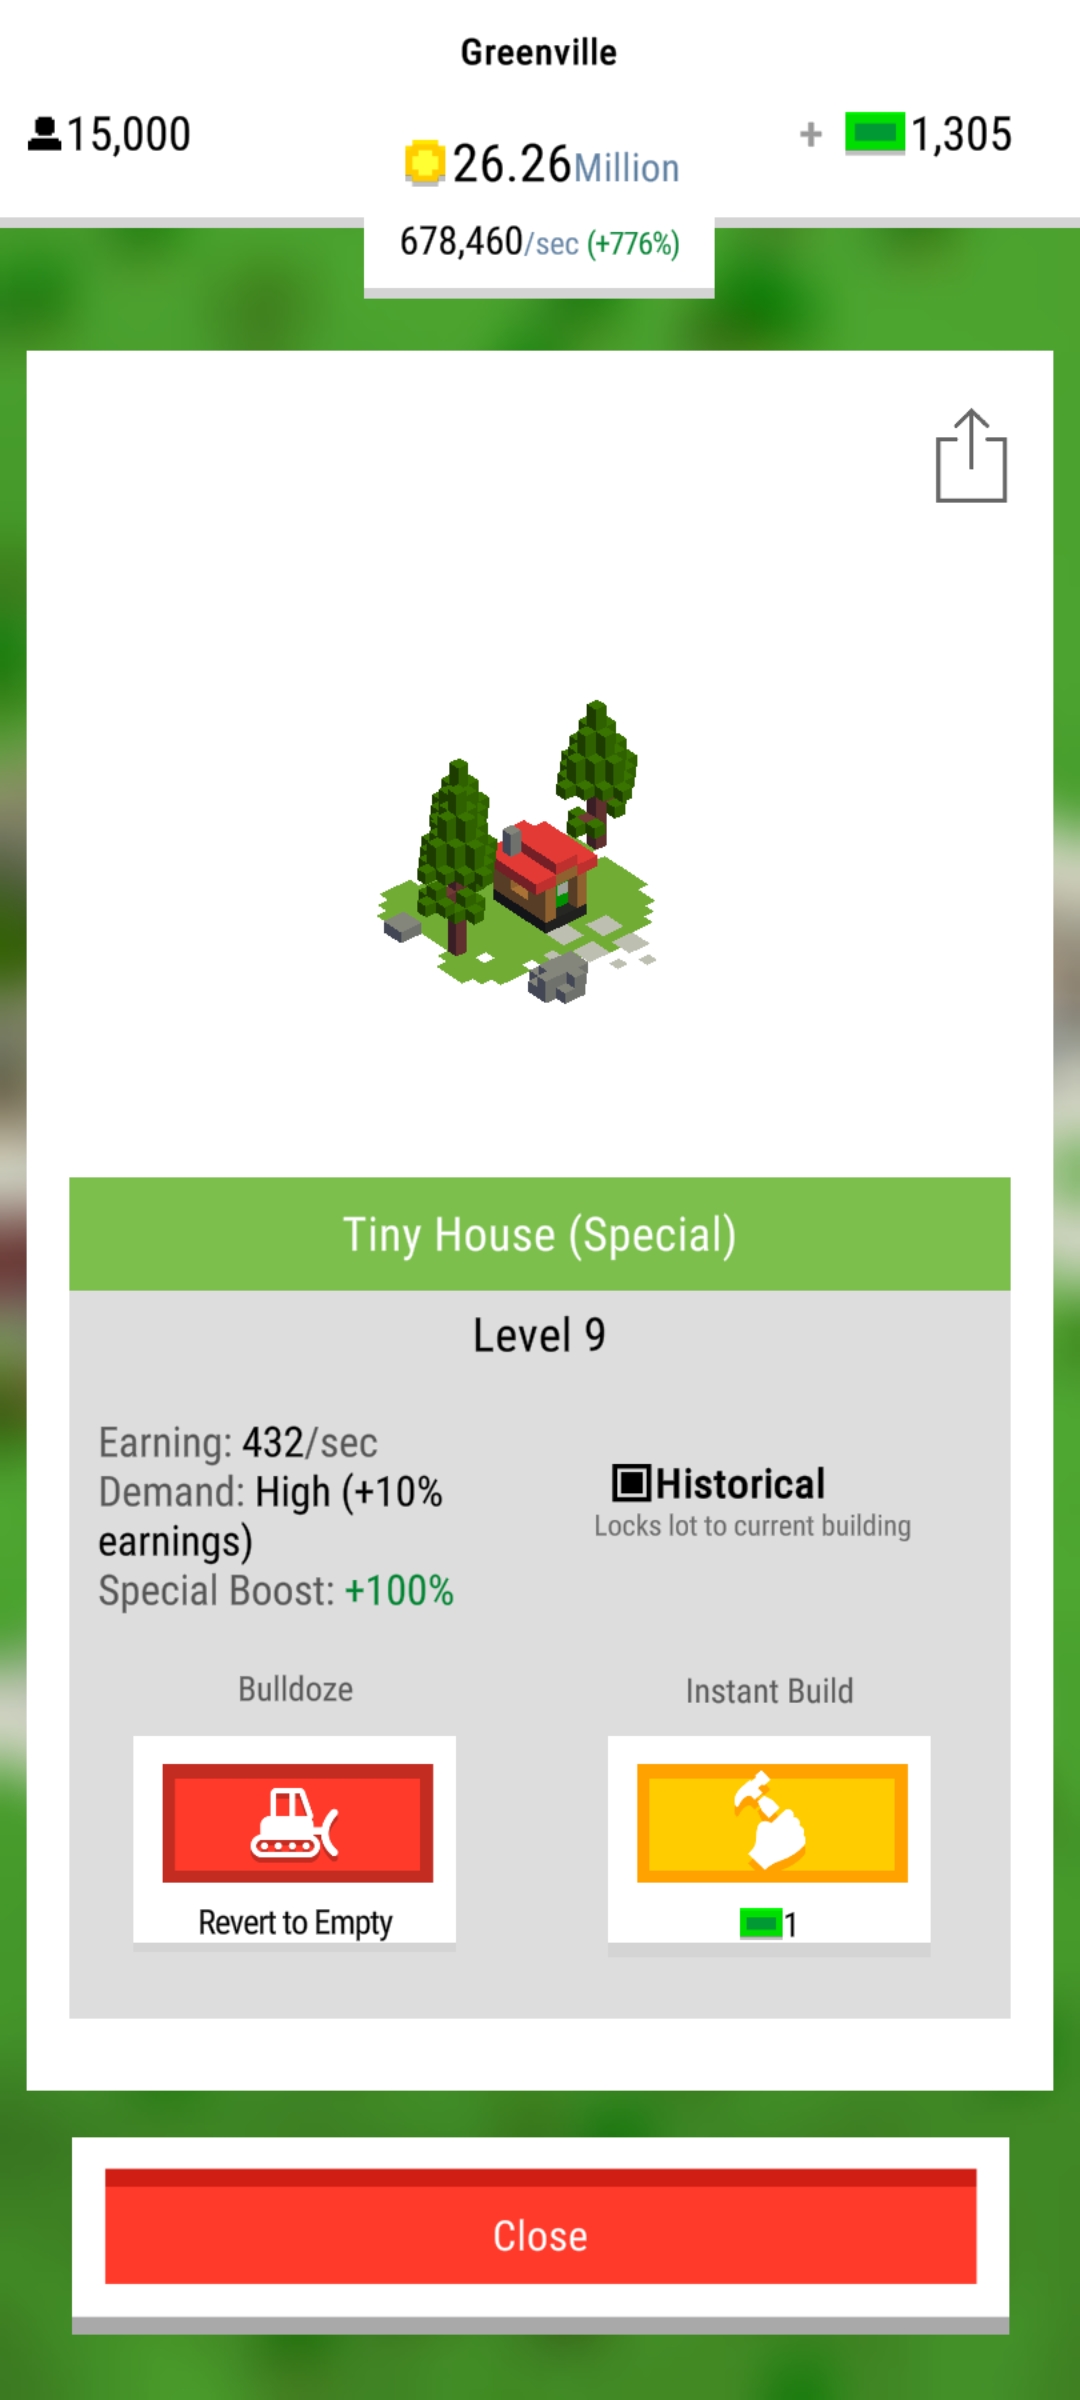 Greenville
15,000
26.26Million
+ 1,305
678,460/sec (+776%)
Tiny House (Special)
Level 9
Earning: 432/sec
Demand: High (+10%
earnings)
Special Boost: +100%
Historical
Locks lot to current building
Bulldoze
Revert to Empty
Instant Build
1
Close